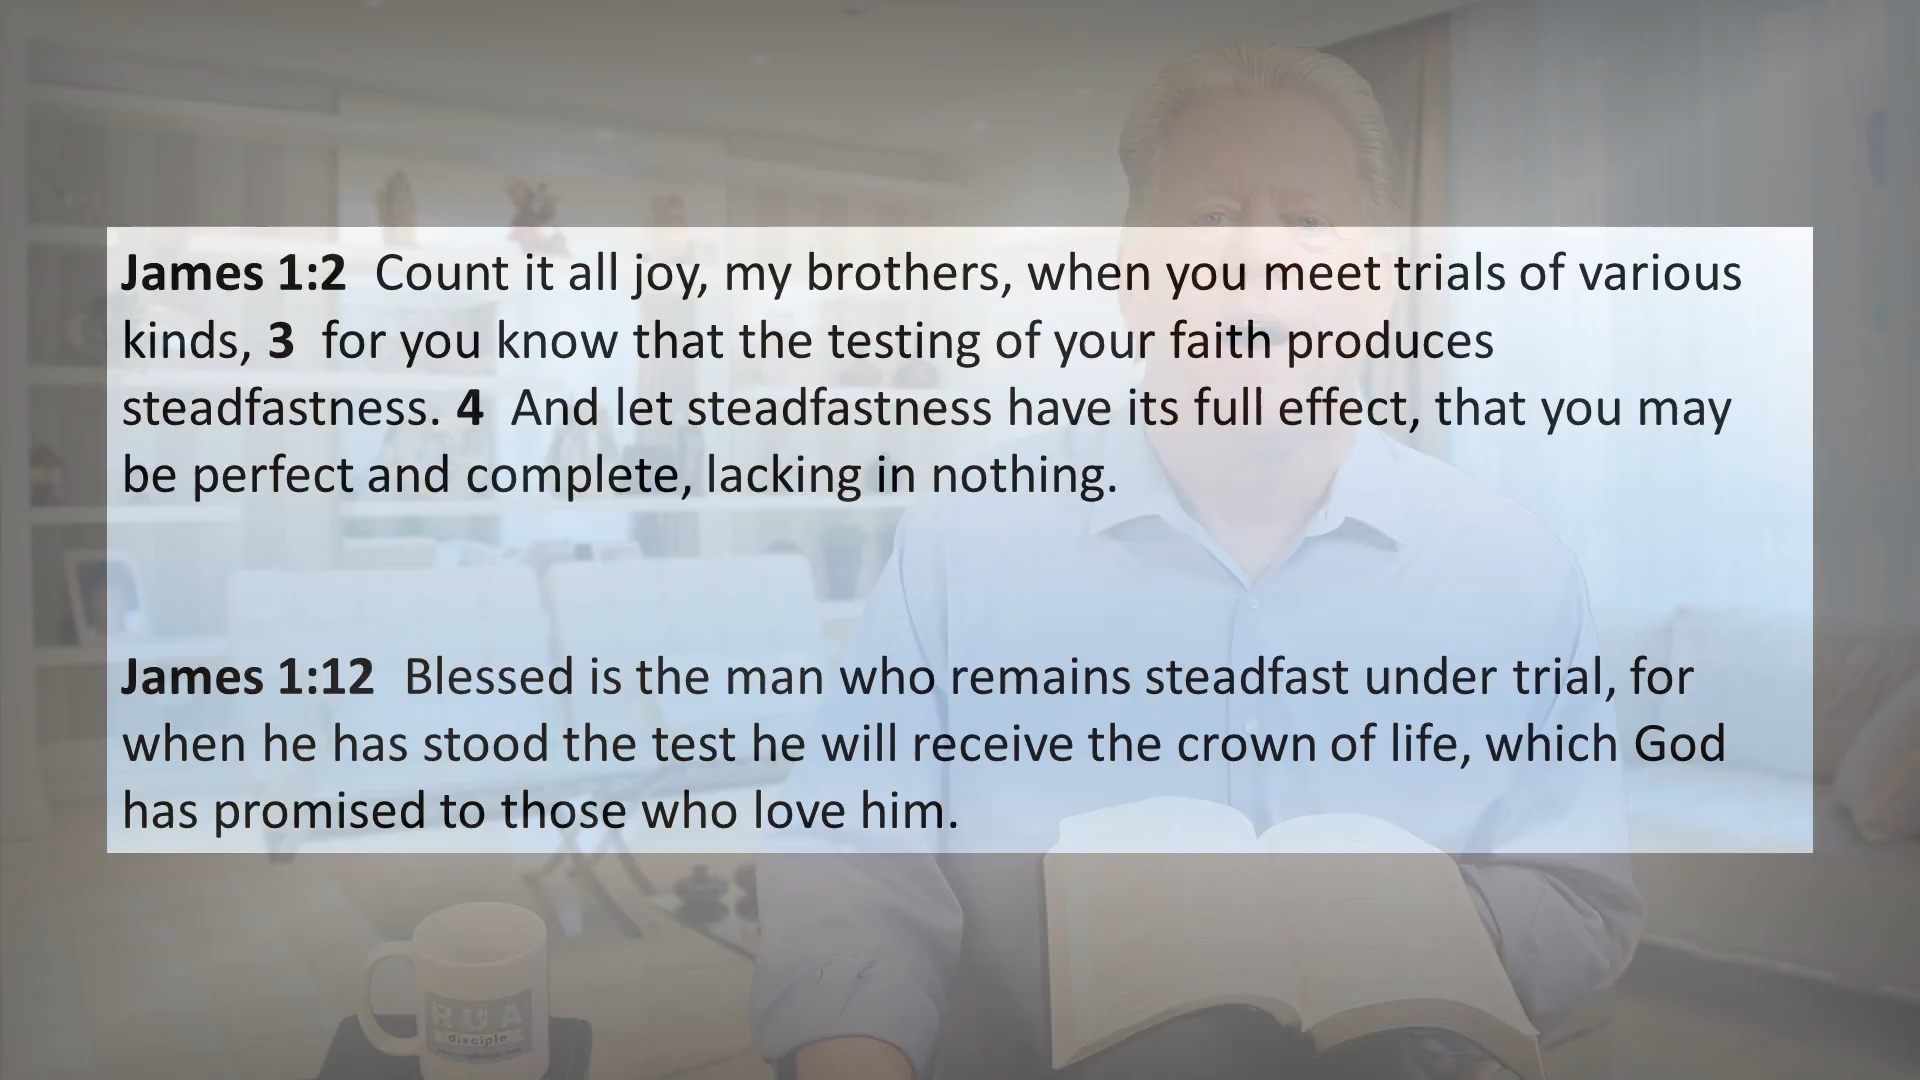 James 1:2  Count it all joy, my brothers, when you meet trials of various
kinds, 3  for you know that the testing of your faith produces
steadfastness. 4  And let steadfastness have its full effect, that you may
be perfect and complete, lacking in nothing.
James 1:12  Blessed is the man who remains steadfast under trial, for
when he has stood the test he will receive the crown of life, which God
has promised to those who love him.
RUA
disciple